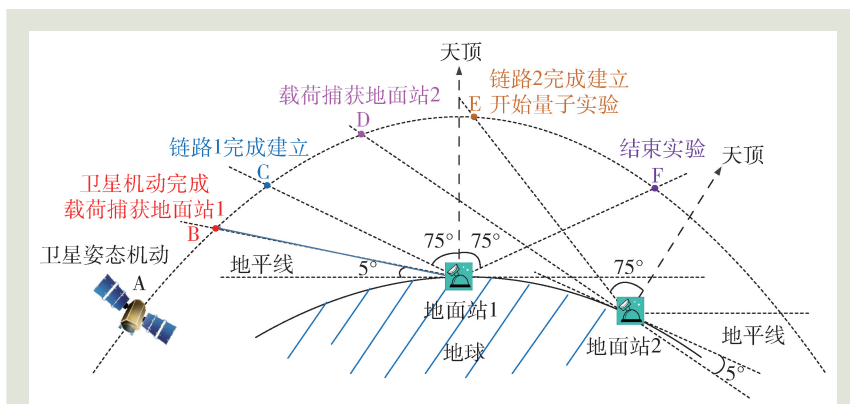 天顶
链路2完成建立
E 开始量子实验
载荷捕获地面站2
D
链路1完成建立
C
结束实验
F
天顶
卫星机动完成
载荷捕获地面站1
B
卫星姿态机动
A
地平线
5°
75° 75°
75°
地面站1
地面站2
地平线
地球
5°